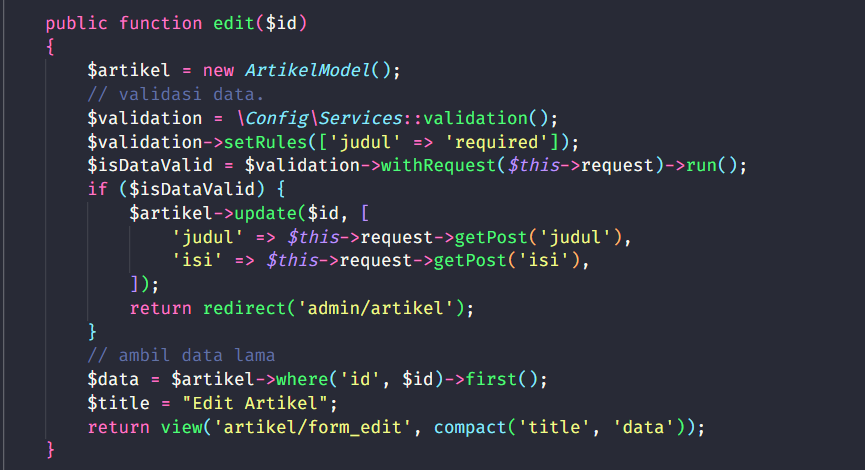 public function edit($id)
{
    $artikel = new ArtikelModel();
    // validasi data.
    $validation = \Config\Services::validation();
    $validation->setRules(['judul' => 'required']);
    $isDataValid = $validation->withRequest($this->request)->run();
    if ($isDataValid) {
        $artikel->update($id, [
            'judul' => $this->request->getPost('judul'),
            'isi' => $this->request->getPost('isi'),
        ]);
        return redirect('admin/artikel');
    }
    // ambil data lama
    $data = $artikel->where('id', $id)->first();
    $title = "Edit Artikel";
    return view('artikel/form_edit', compact('title', 'data'));
}